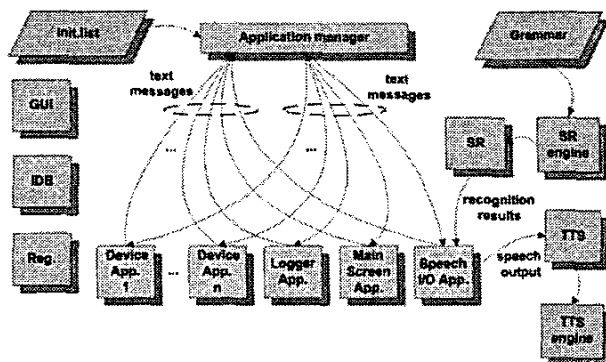 Init.list
Application manager
Grammar
text
messages
text
messages
GUI
SR
SR
engine
...
...
IDB
recognition
results
TTS
Reg.
Device
App.
1
...
Device
App.
n
Logger
App.
Main
Screen
App.
Speech
I/O App.
speech
output
TTS
engine